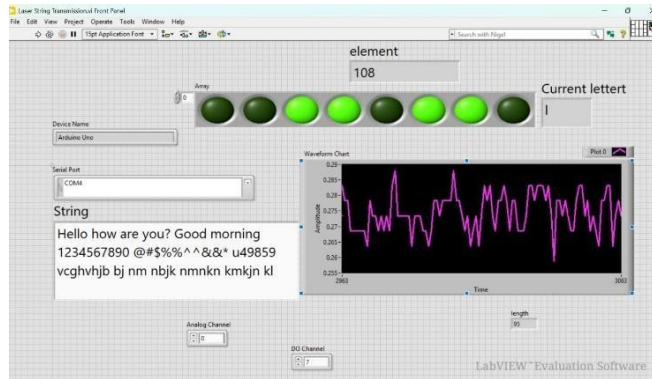 Laser String Transmission.vi Front Panel
File Edit View Project Operate Tools Window Help
15pt Application Font
Search with Nigel
element
108
Array
0
Current lettert
l
Device Name
Arduino Uno
Serial Port
COM4
String
Hello how are you? Good morning
1234567890 @#$%%^^&&* u49859
vcghvhjb bj nm nbjk nmnkn kmkjn kl
Waveform Chart
Plot 0
0.29
0.285
0.28
0.275
0.27
0.265
0.26
0.255
Amplitude
2963
3063
Time
length
95
Analog Channel
0
DO Channel
7
LabVIEW™ Evaluation Software